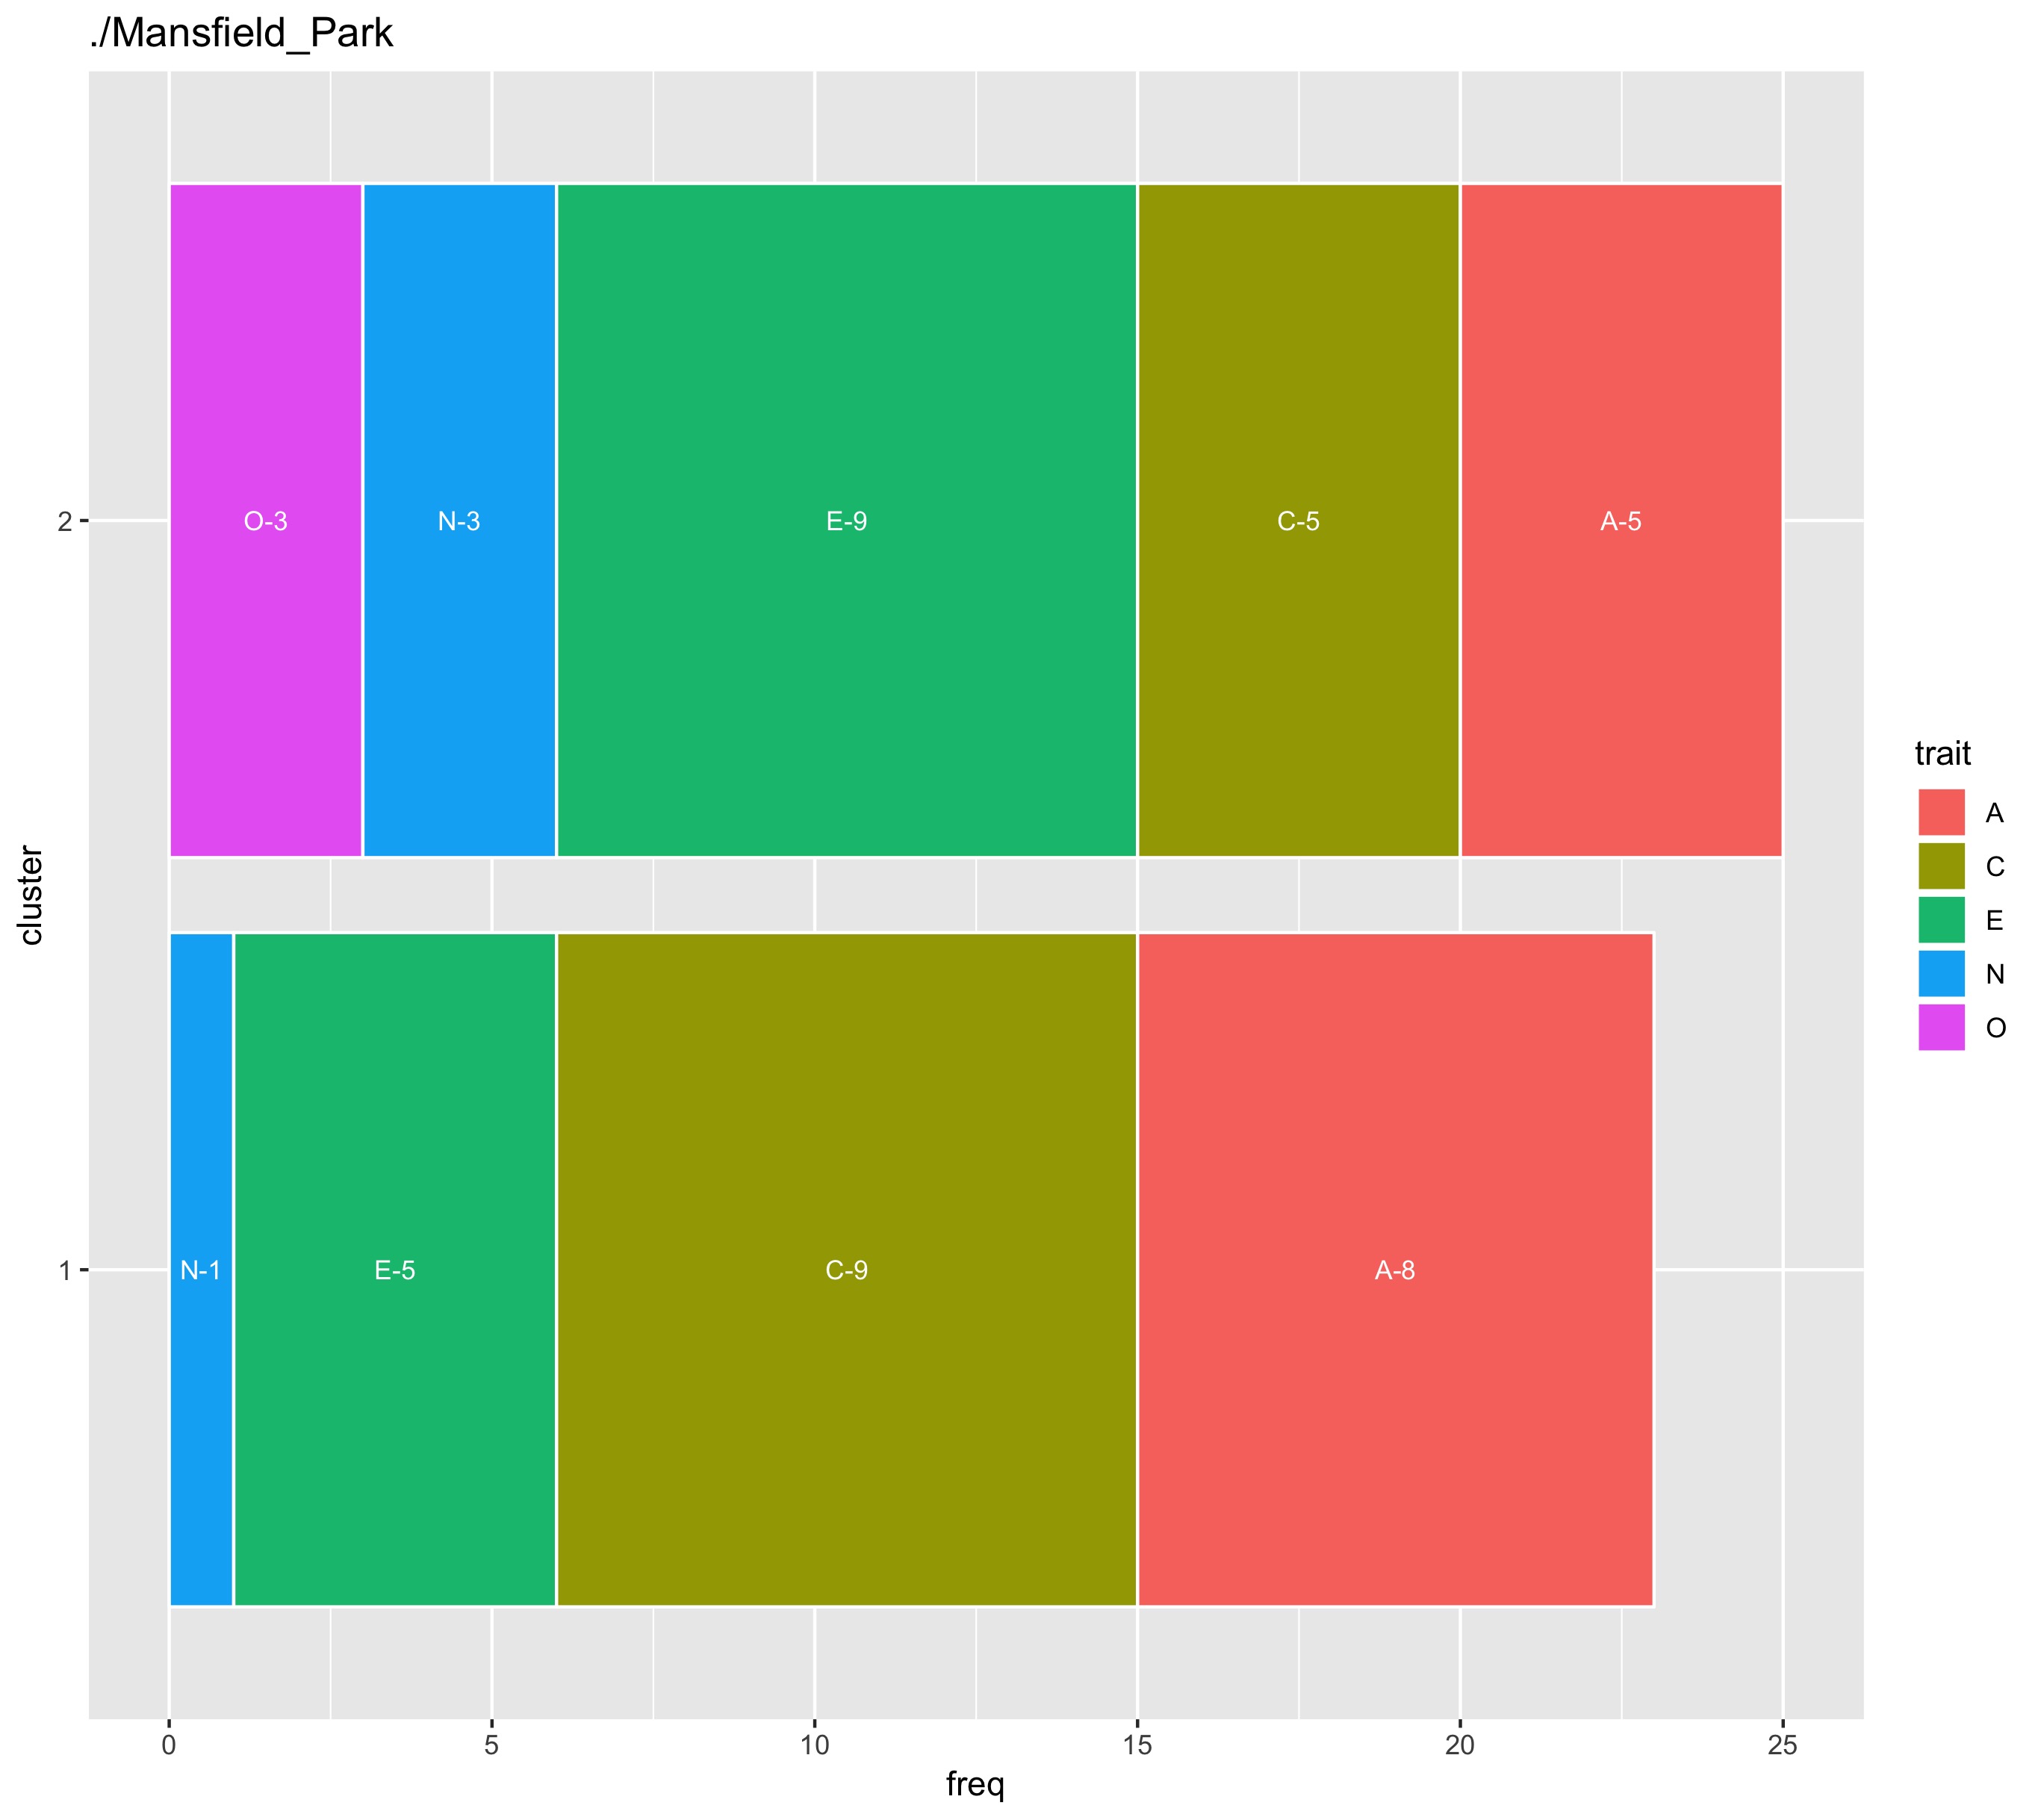 ./Mansfield_Park
2
O-3 N-3 E-9 C-5 A-5
cluster
1
N-1 E-5 C-9 A-8
0 5 10 15 20 25
freq
trait
A
C
E
N
O